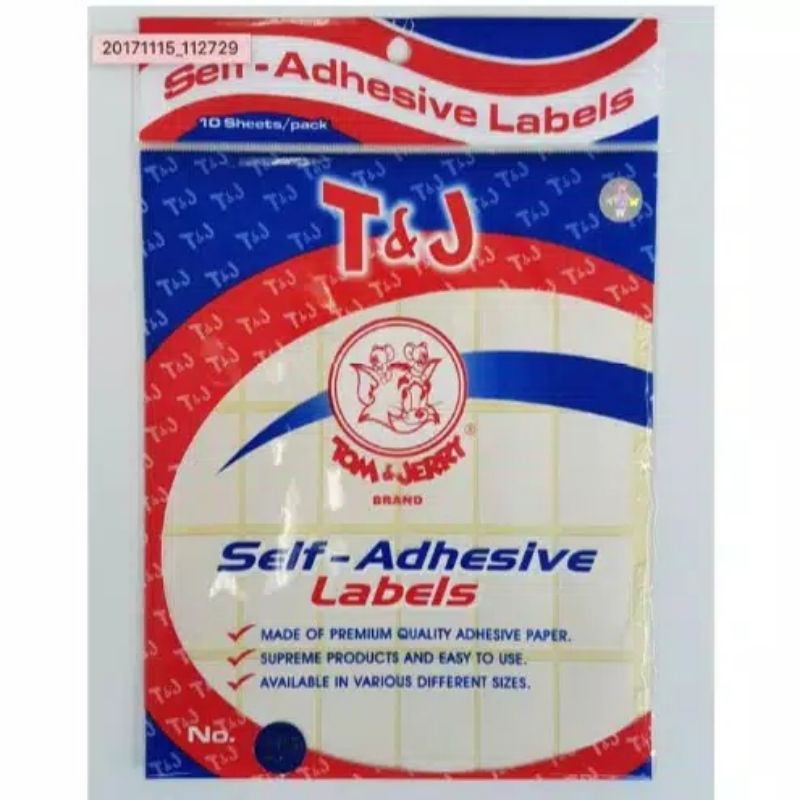 20171115_112729
Self-Adhesive Labels
10 Sheets/pack
T&J
TOM & JERRY®
BRAND
Self-Adhesive
Labels
MADE OF PREMIUM QUALITY ADHESIVE PAPER.
SUPREME PRODUCTS AND EASY TO USE.
AVAILABLE IN VARIOUS DIFFERENT SIZES.
No.